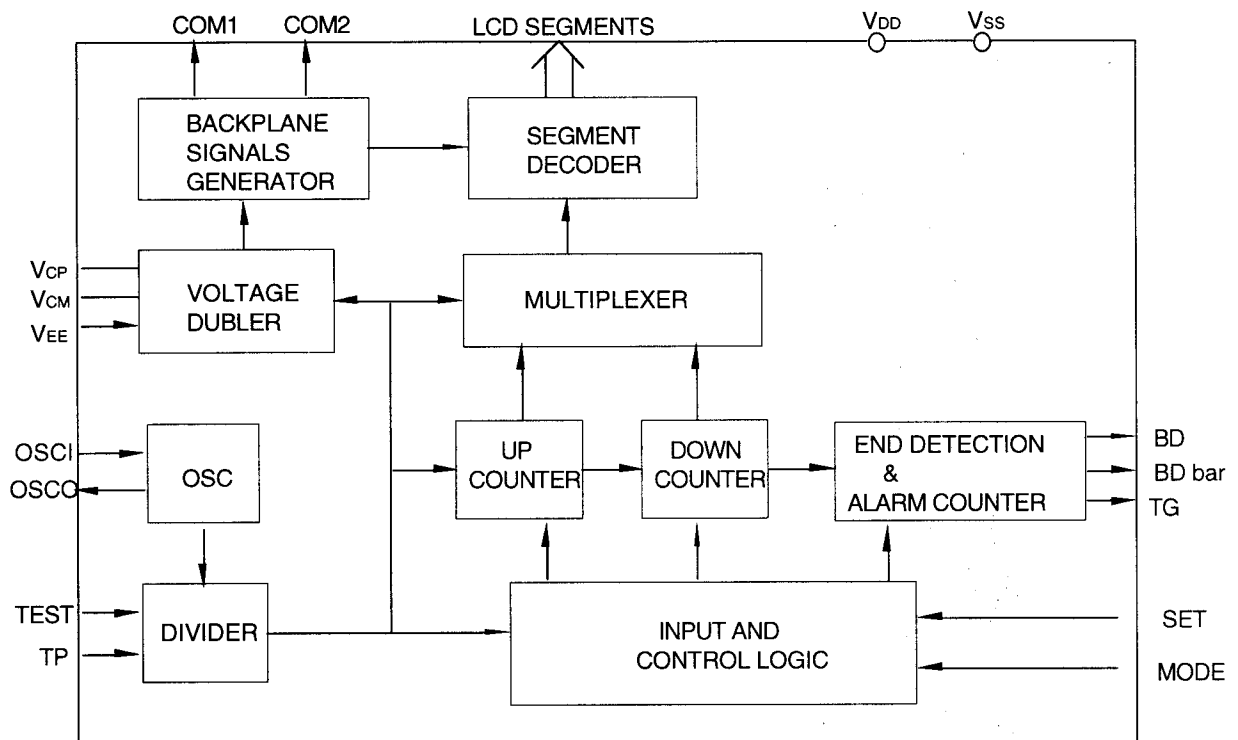 COM1 COM2 LCD SEGMENTS VDD VSS
BACKPLANE
SIGNALS
GENERATOR
SEGMENT
DECODER
VCP
VCM
VEE
VOLTAGE
DUBLER
MULTIPLEXER
OSCI
OSCO
OSC
UP
COUNTER
DOWN
COUNTER
END DETECTION
&
ALARM COUNTER
BD
BD bar
TG
TEST
TP
DIVIDER
INPUT AND
CONTROL LOGIC
SET
MODE